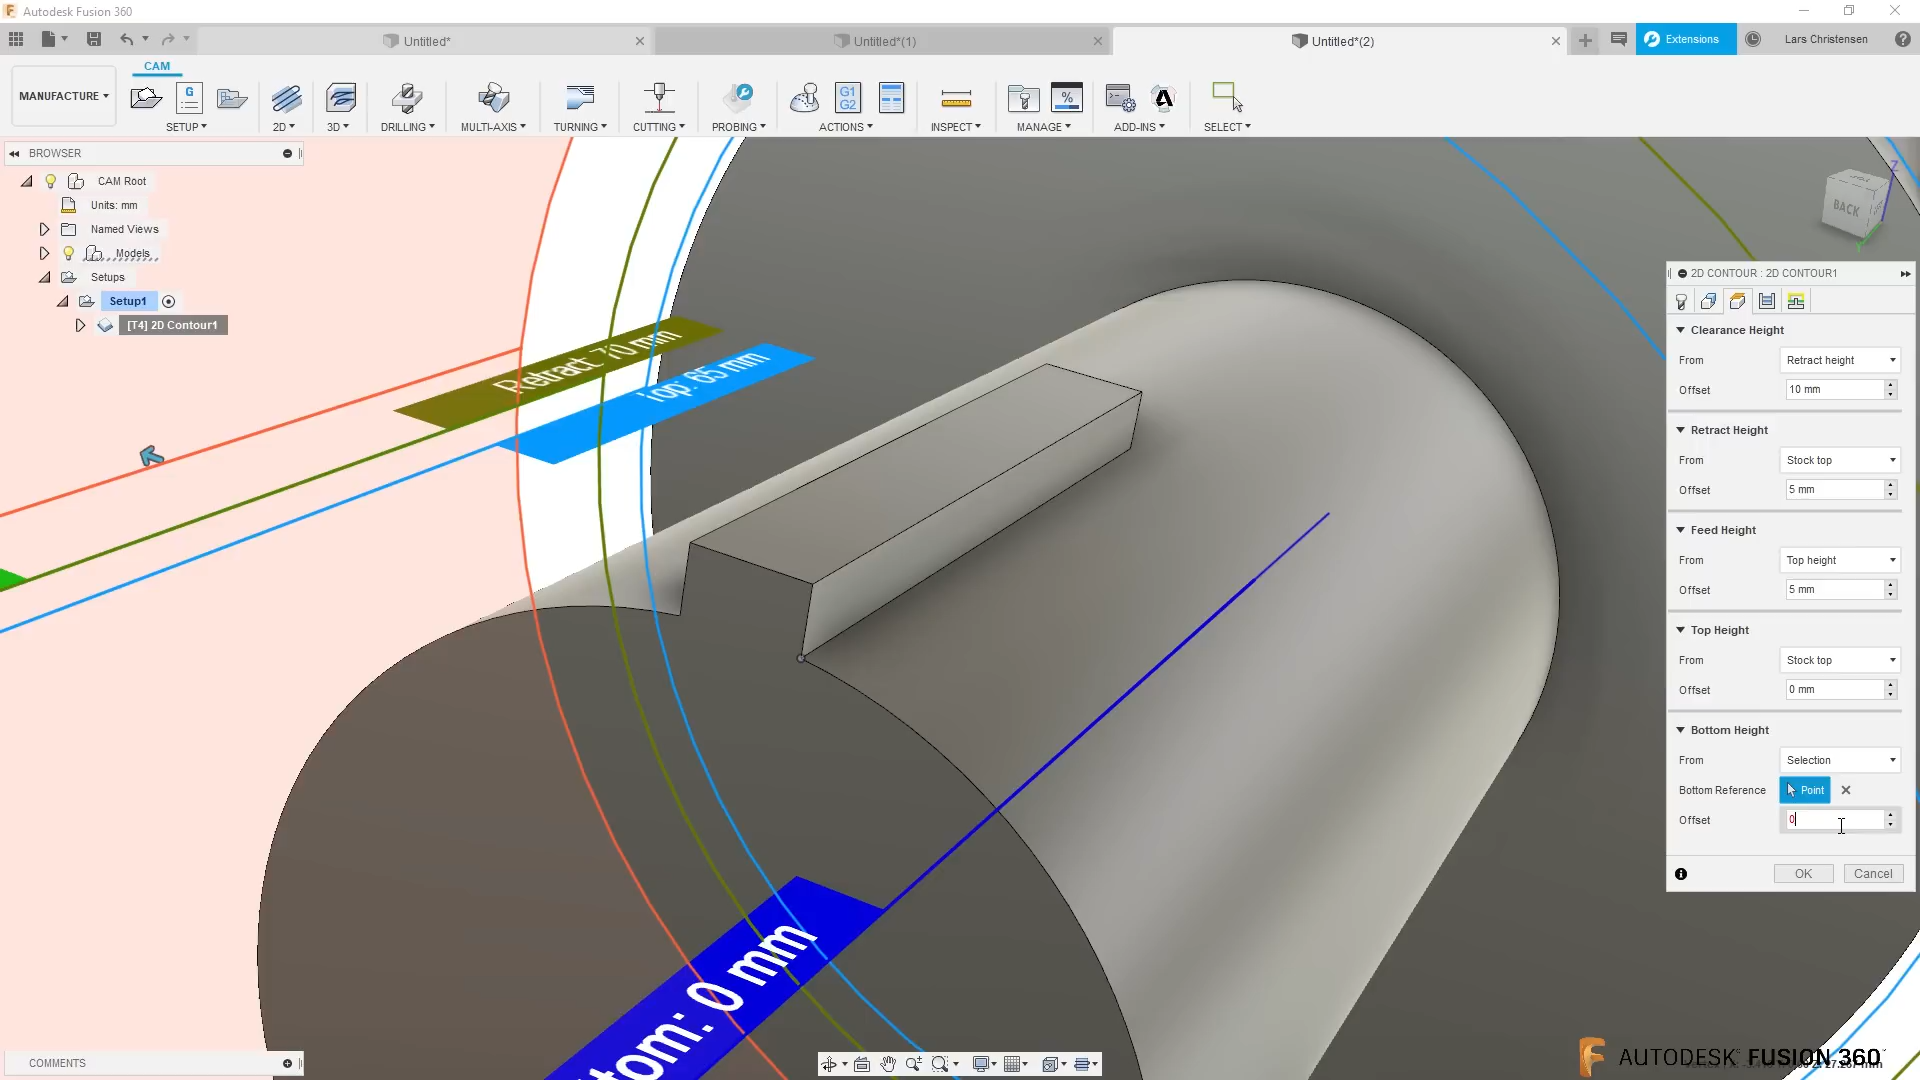 Autodesk Fusion 360
Untitled*
Untitled*(1)
Untitled*(2)
Extensions
Lars Christensen
MANUFACTURE
CAM
G
G1
G2
%
SETUP
2D
3D
DRILLING
MULTI-AXIS
TURNING
CUTTING
PROBING
ACTIONS
INSPECT
MANAGE
ADD-INS
SELECT
BROWSER
CAM Root
Units: mm
Named Views
Models
Setups
Setup1
[T4] 2D Contour1
Retract: 70 mm
Top: 65 mm
ttom: 0 mm
Z
BACK
Y
2D CONTOUR : 2D CONTOUR1
Clearance Height
From Retract height
Offset 10 mm
Retract Height
From Stock top
Offset 5 mm
Feed Height
From Top height
Offset 5 mm
Top Height
From Stock top
Offset 0 mm
Bottom Height
From Selection
Bottom Reference Point
Offset 0
OK Cancel
COMMENTS
AUTODESK FUSION 360